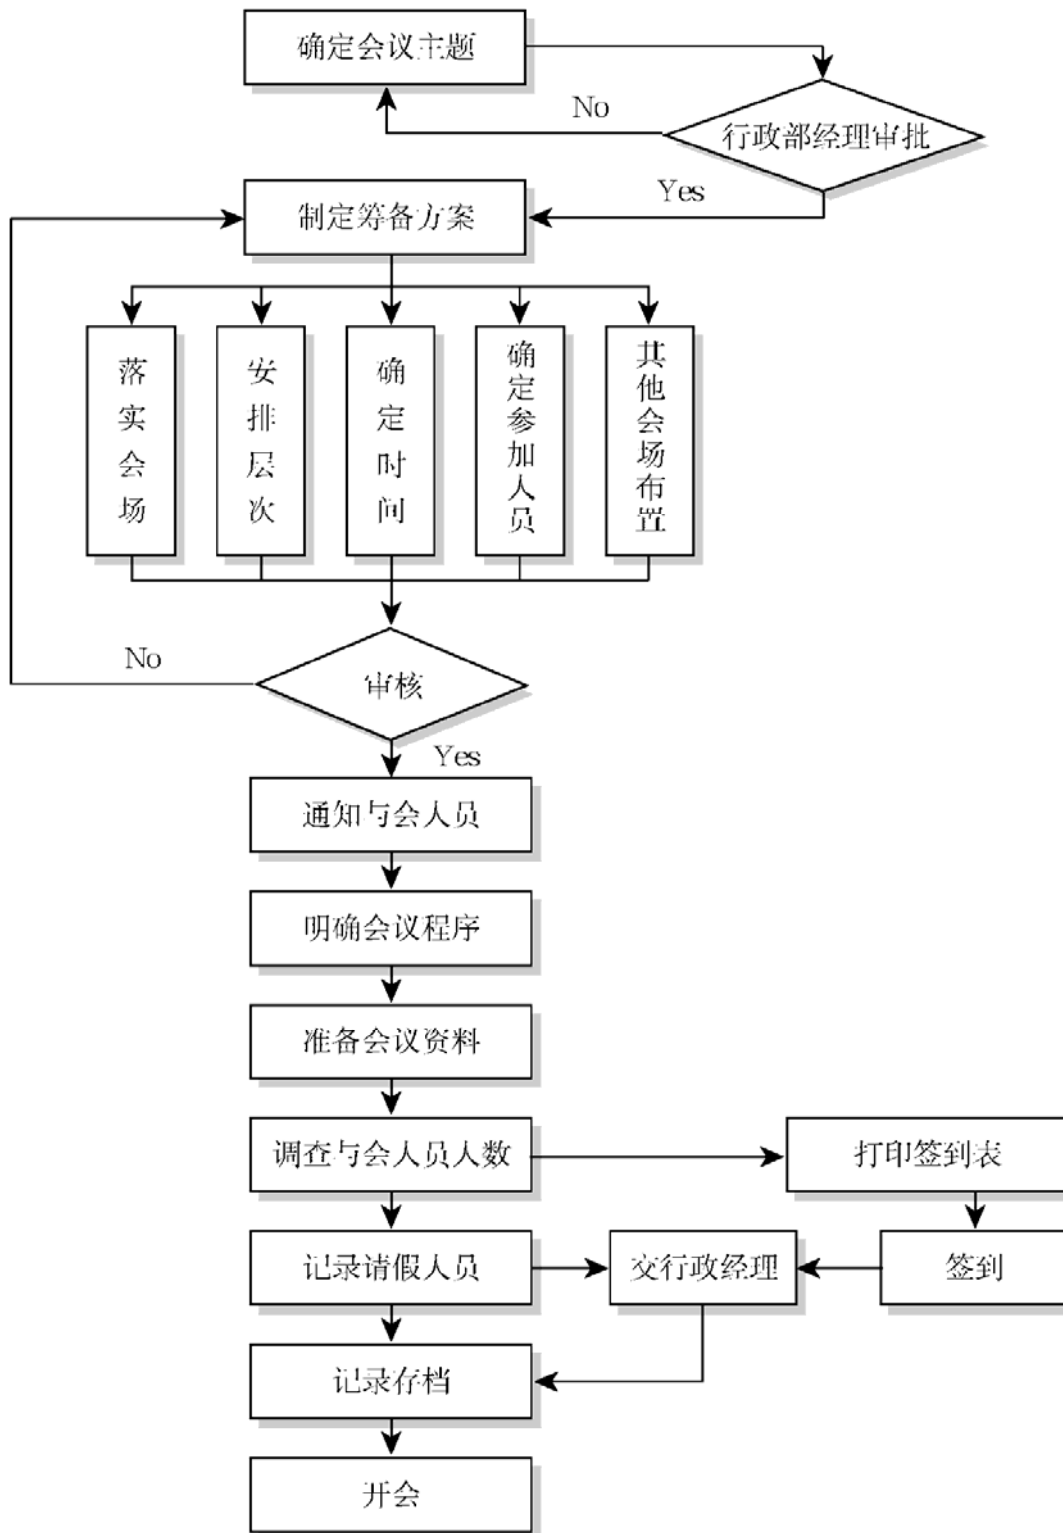 确定会议主题
No
行政部经理审批
Yes
制定筹备方案
落实会场
安排层次
确定时间
确定参加人员
其他会场布置
No
审核
Yes
通知与会人员
明确会议程序
准备会议资料
调查与会人员人数
打印签到表
记录请假人员
交行政经理
签到
记录存档
开会